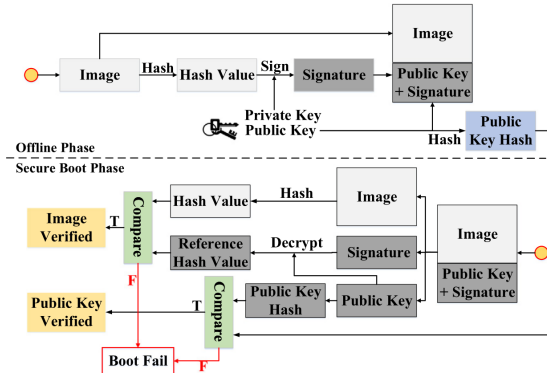 Image
Hash
Hash Value
Sign
Signature
Image
Public Key
+ Signature
Private Key
Public Key
Hash
Public
Key Hash
Offline Phase
Secure Boot Phase
Image
Verified
T
Compare
Hash Value
Hash
Image
Reference
Hash Value
Decrypt
Signature
Image
Public Key
+ Signature
F
Public Key
Verified
T
Compare
Public Key
Hash
Public Key
Boot Fail
F